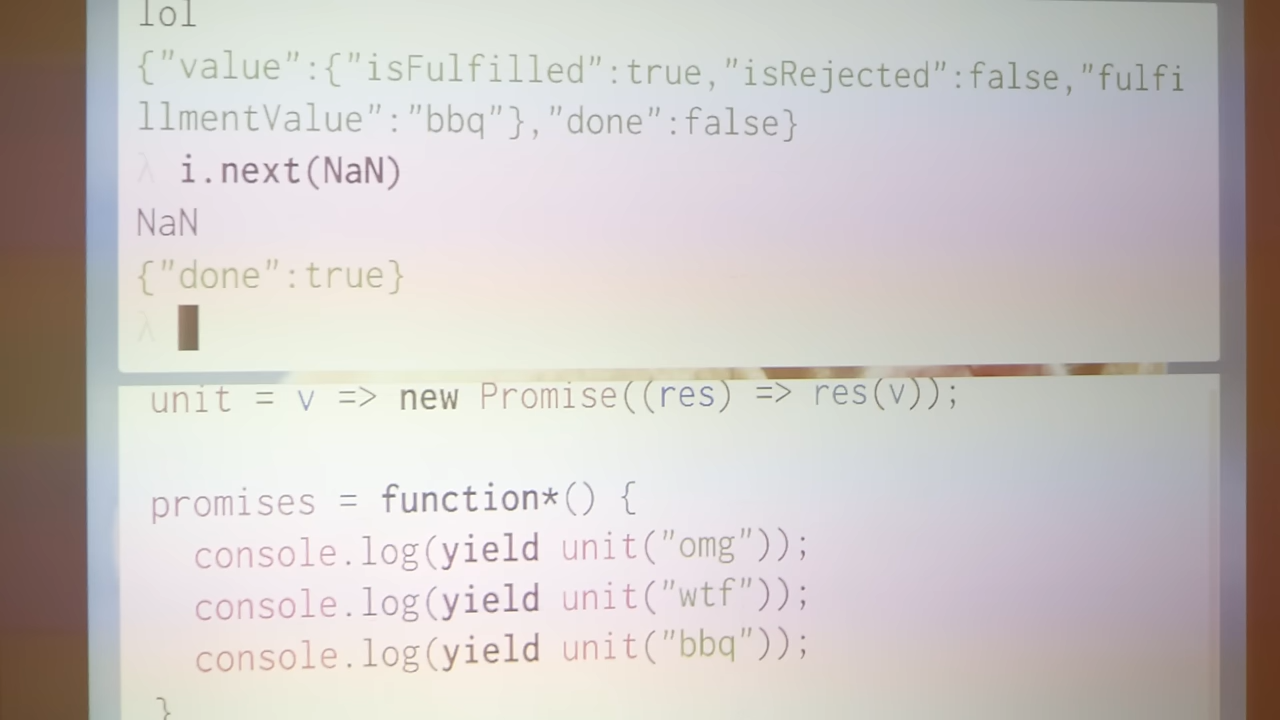 lol
{"value":{"isFulfilled":true,"isRejected":false,"fulfi
llmentValue":"bbq"},"done":false}
λ i.next(NaN)
NaN
{"done":true}
λ
unit = v => new Promise((res) => res(v));
promises = function*() {
console.log(yield unit("omg"));
console.log(yield unit("wtf"));
console.log(yield unit("bbq"));
}